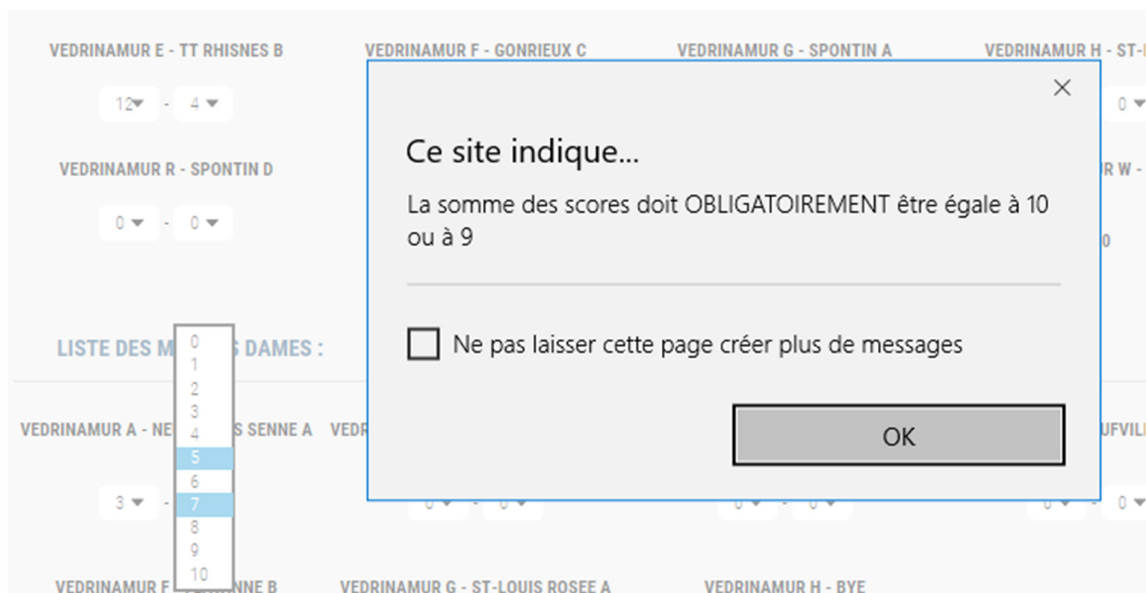 VEDRINAMUR E - TT RHISNES B
VEDRINAMUR F - GONRIEUX C
VEDRINAMUR G - SPONTIN A
VEDRINAMUR H - ST-
12 - 4
0
VEDRINAMUR R - SPONTIN D
R W -
0 - 0
0
Ce site indique...
La somme des scores doit OBLIGATOIREMENT être égale à 10
ou à 9
Ne pas laisser cette page créer plus de messages
OK
LISTE DES M S DAMES :
0
1
2
3
4
5
6
7
8
9
10
VEDRINAMUR A - NE S SENNE A
VEDR
UFVIL
3 -
0 - 0
0 - 0
0 - 0
VEDRINAMUR F - NNE B
VEDRINAMUR G - ST-LOUIS ROSEE A
VEDRINAMUR H - BYE